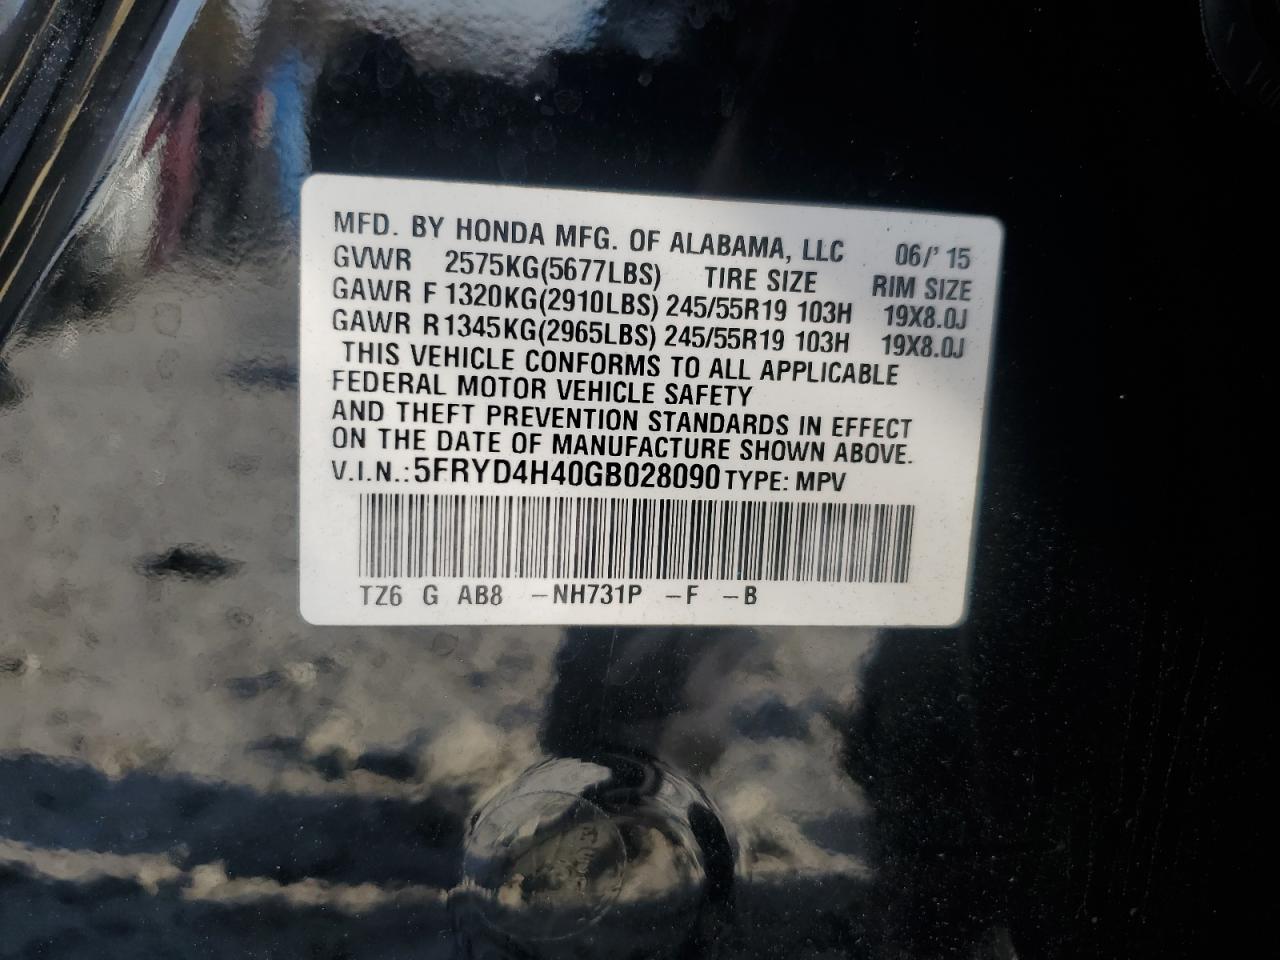 MFD. BY HONDA MFG. OF ALABAMA, LLC 06/' 15
GVWR 2575KG(5677LBS) TIRE SIZE RIM SIZE
GAWR F 1320KG(2910LBS) 245/55R19 103H 19X8.0J
GAWR R1345KG(2965LBS) 245/55R19 103H 19X8.0J
THIS VEHICLE CONFORMS TO ALL APPLICABLE
FEDERAL MOTOR VEHICLE SAFETY
AND THEFT PREVENTION STANDARDS IN EFFECT
ON THE DATE OF MANUFACTURE SHOWN ABOVE.
V.I.N.: 5FRYD4H40GB028090 TYPE: MPV
TZ6 G AB8 -NH731P -F -B